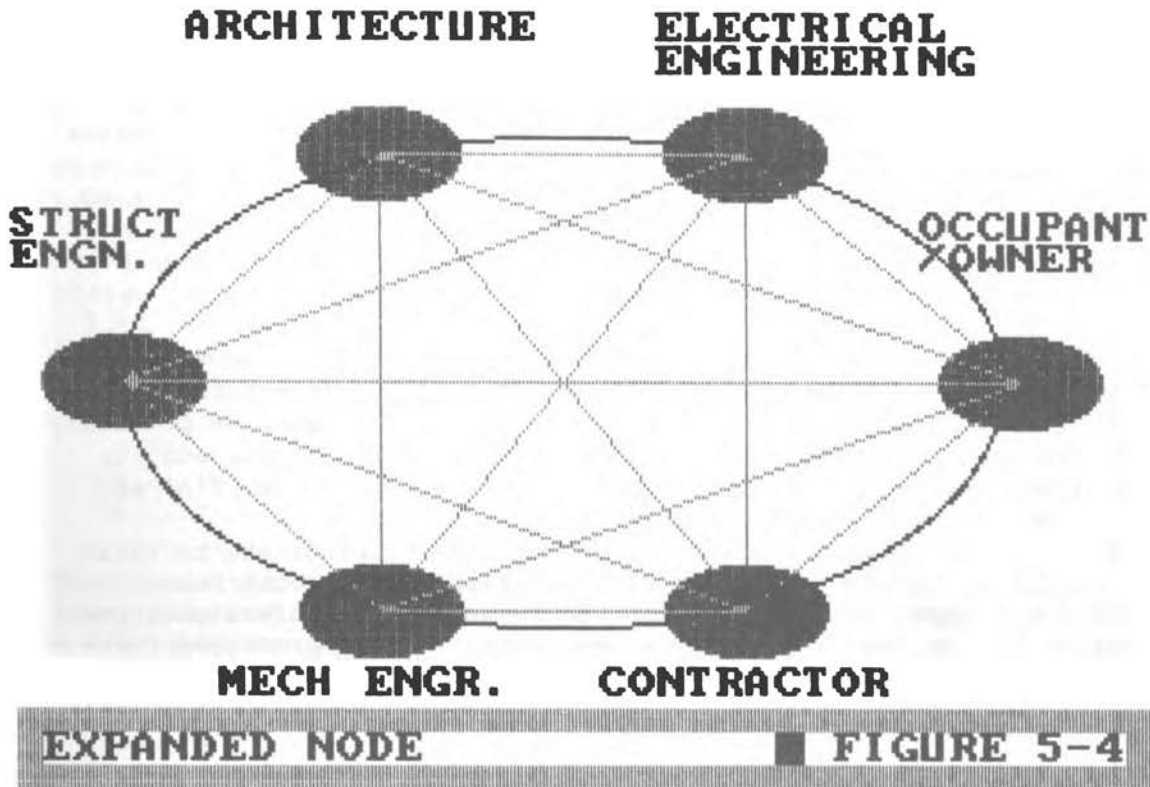 ARCHITECTURE
ELECTRICAL
ENGINEERING
STRUCT
ENGN.
OCCUPANT
/OWNER
MECH ENGR.
CONTRACTOR
EXPANDED NODE
FIGURE 5-4